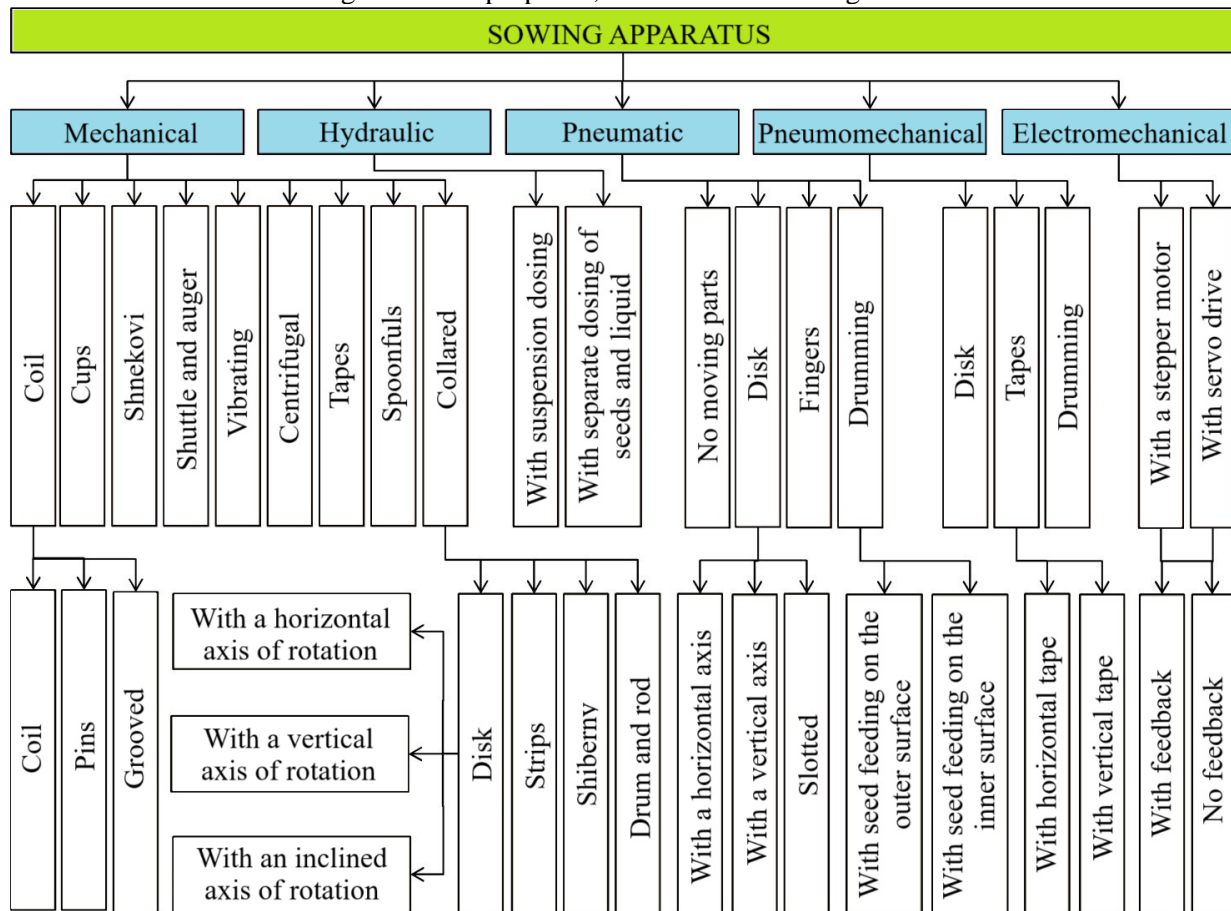 SOWING APPARATUS
Mechanical
Hydraulic
Pneumatic
Pneumomechanical
Electromechanical
Coil
Cups
Shnekovi
Shuttle and auger
Vibrating
Centrifugal
Tapes
Spoonfuls
Collared
With suspension dosing
With separate dosing of
seeds and liquid
No moving parts
Disk
Fingers
Drumming
Disk
Tapes
Drumming
With a stepper motor
With servo drive
Coil
Pins
Grooved
With a horizontal
axis of rotation
With a vertical
axis of rotation
With an inclined
axis of rotation
Disk
Strips
Shiberny
Drum and rod
With a horizontal axis
With a vertical axis
Slotted
With seed feeding on the
outer surface
With seed feeding on the
inner surface
With horizontal tape
With vertical tape
With feedback
No feedback